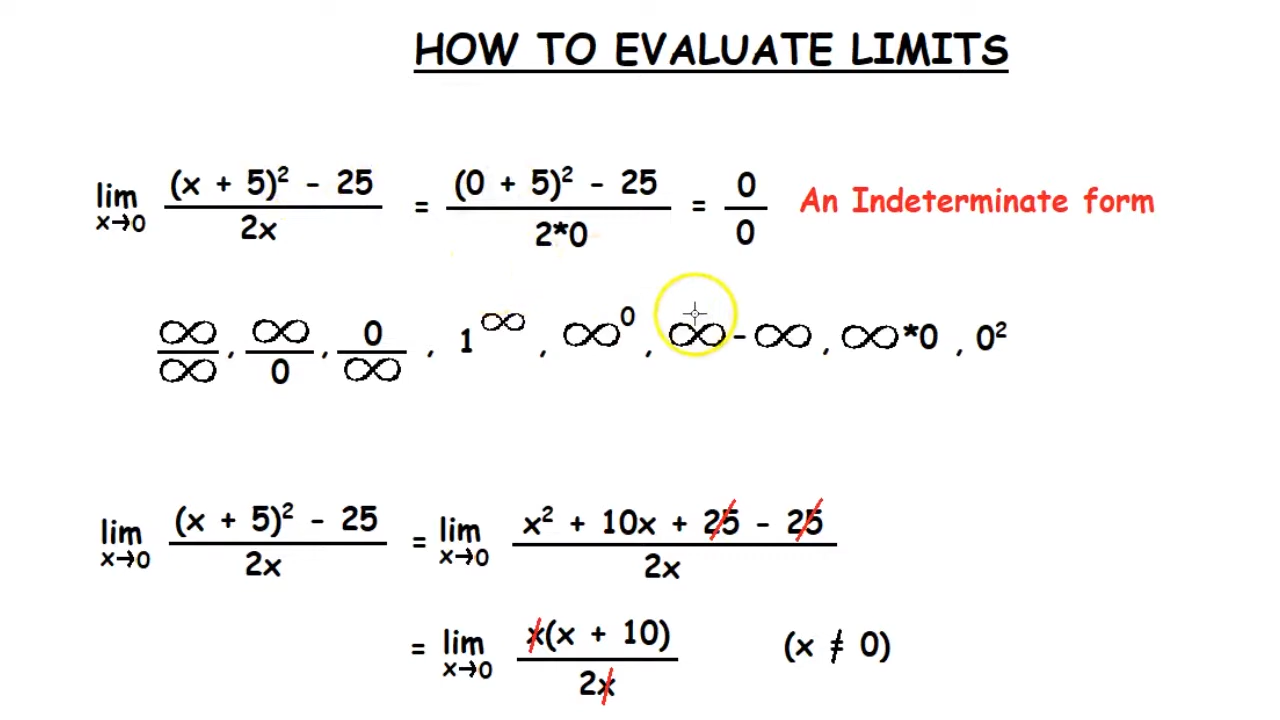 HOW TO EVALUATE LIMITS
lim x→0 (x + 5)² - 25 / 2x = (0 + 5)² - 25 / 2*0 = 0 / 0 An Indeterminate form
∞/∞ , ∞/0 , 0/∞ , 1^∞ , ∞⁰ , ∞ - ∞ , ∞*0 , 0²
lim x→0 (x + 5)² - 25 / 2x = lim x→0 x² + 10x + 25 - 25 / 2x
= lim x→0 x(x + 10) / 2x (x ≠ 0)